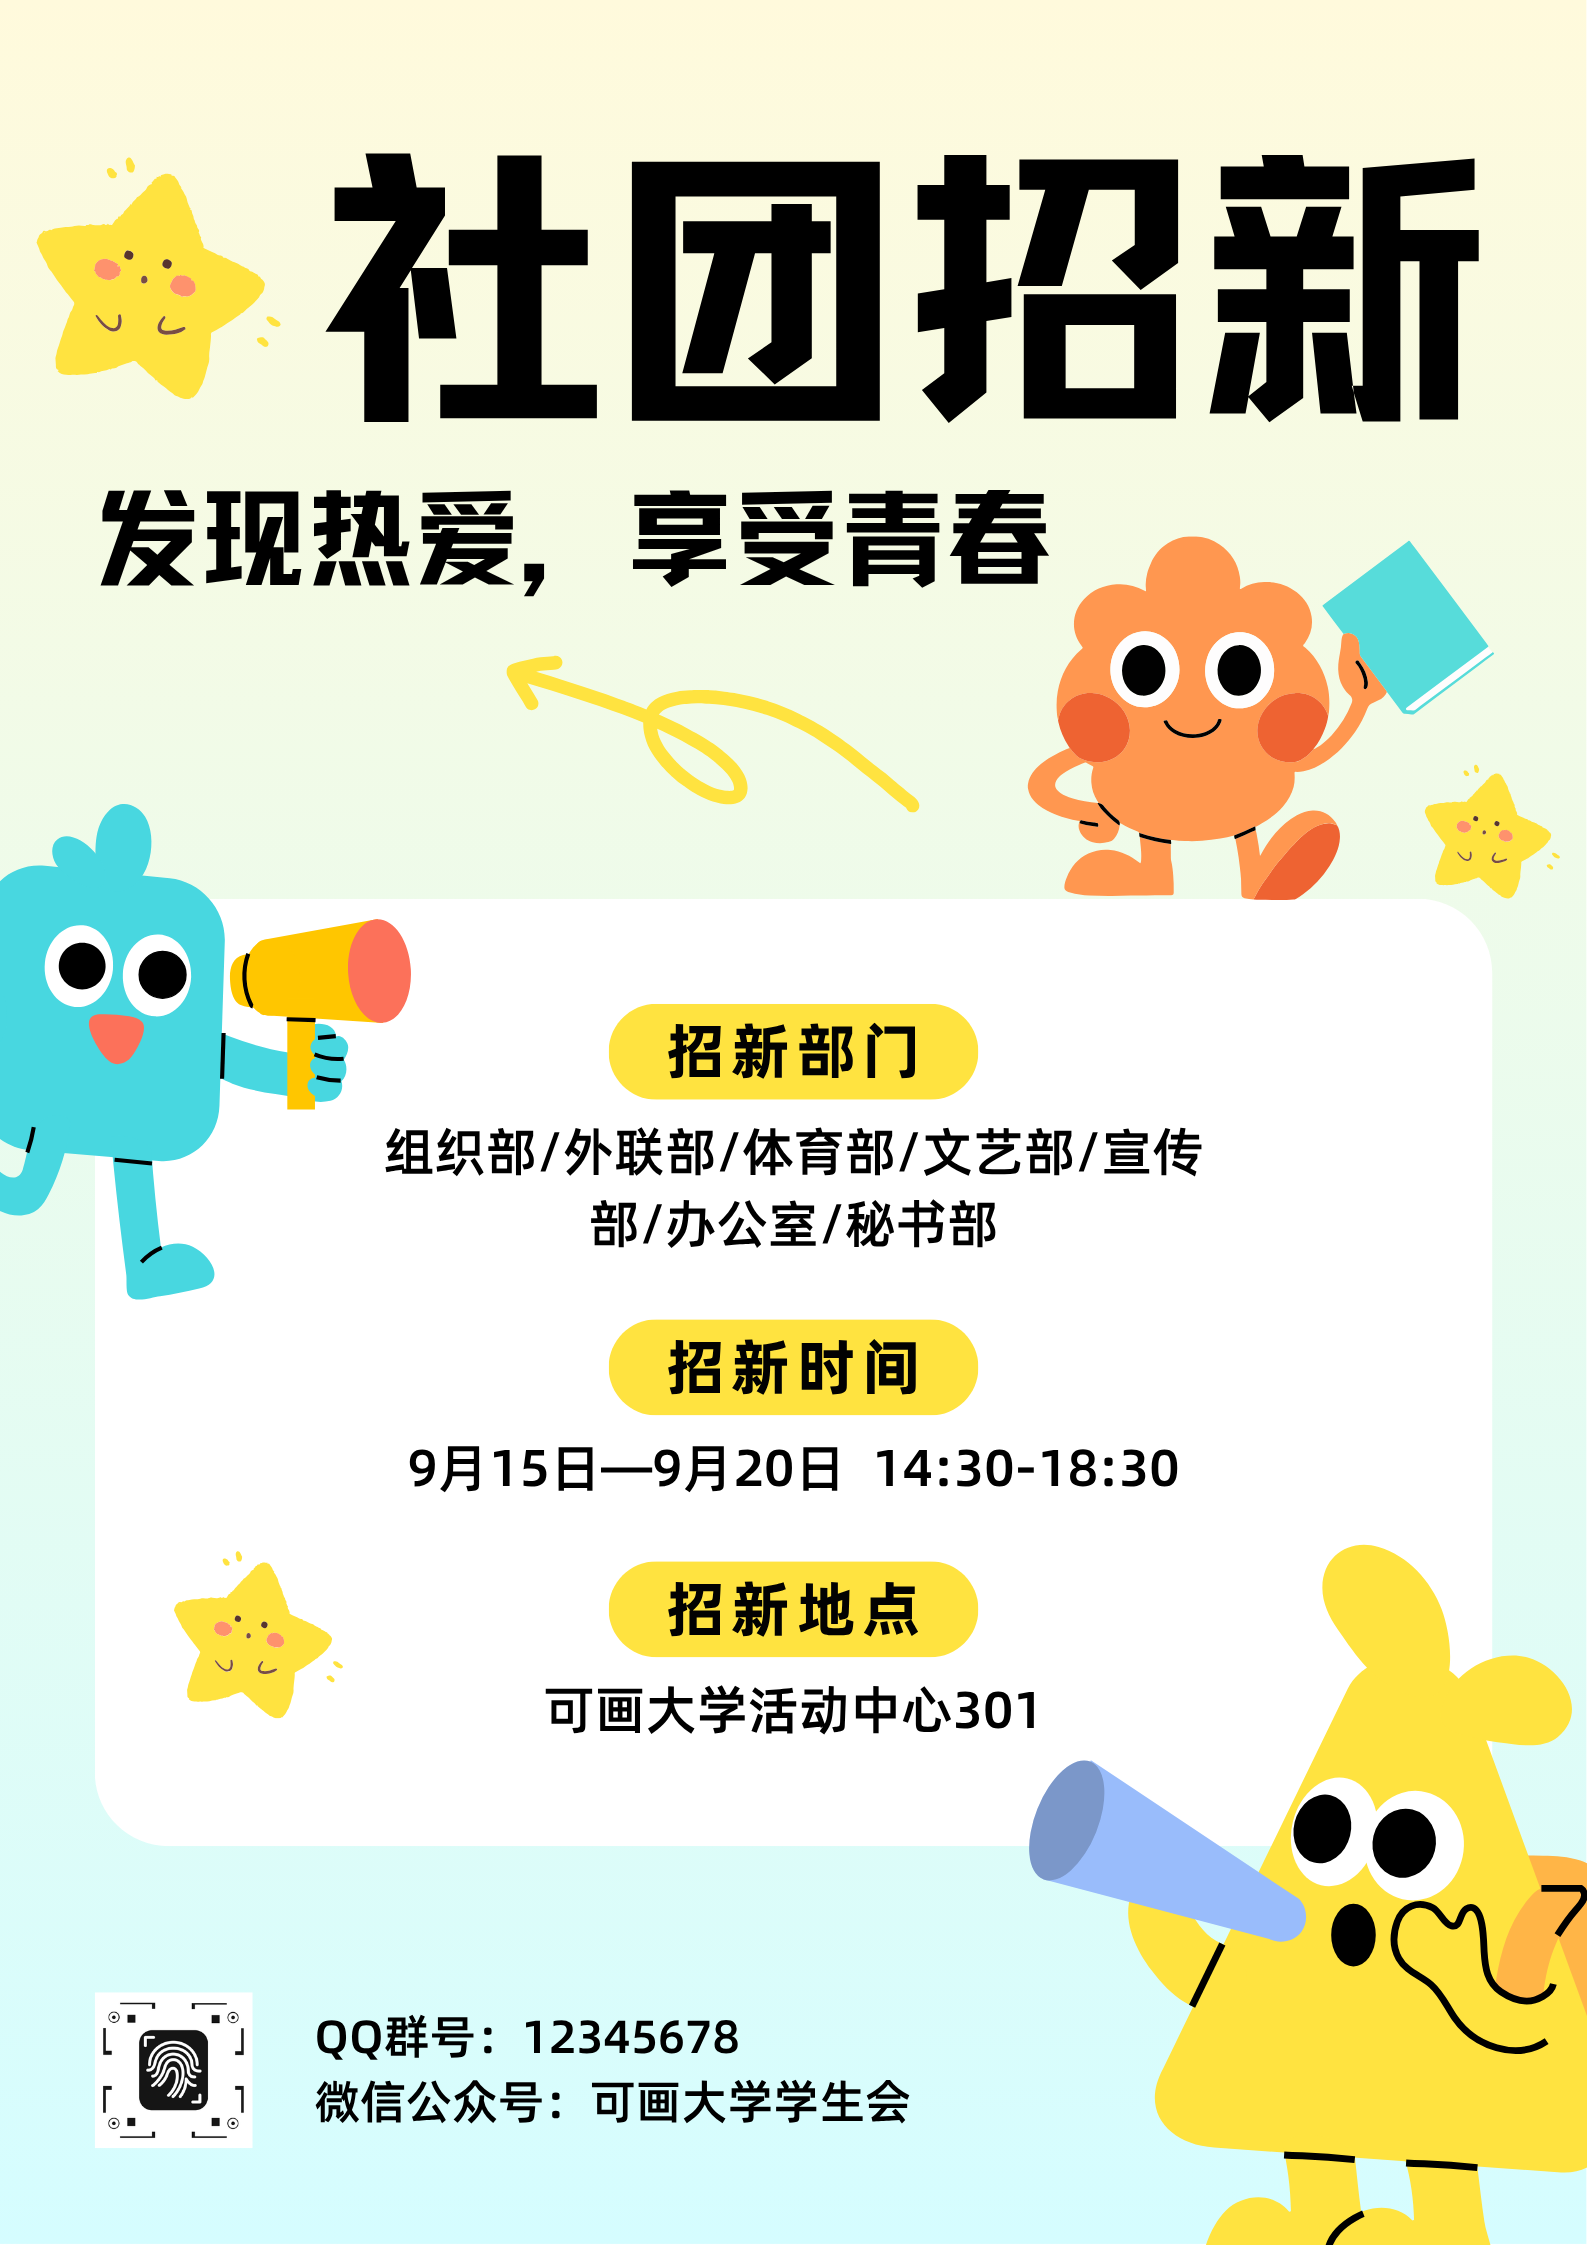 社团招新
发现热爱，享受青春
招新部门
组织部/外联部/体育部/文艺部/宣传
部/办公室/秘书部
招新时间
9月15日—9月20日 14:30-18:30
招新地点
可画大学活动中心301
QQ群号：12345678
微信公众号：可画大学学生会